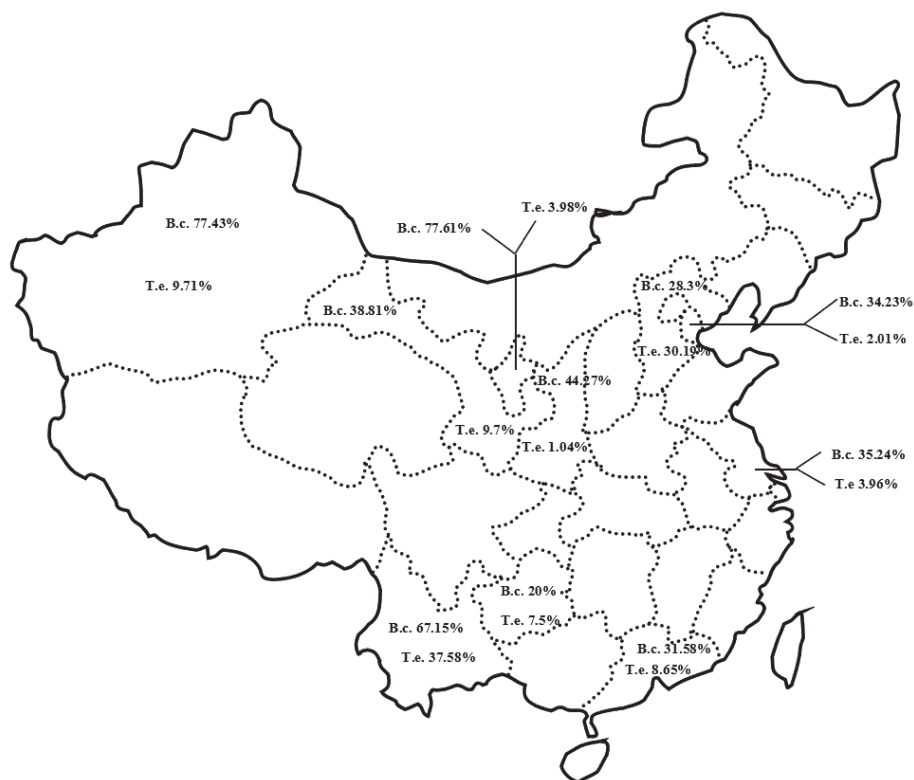 T.e. 3.98%
B.c. 77.61%
B.c. 77.43%
T.e. 9.71%
B.c. 28.3%
B.c. 38.81%
B.c. 34.23%
T.e. 2.01%
T.e. 30.19%
B.c. 44.27%
T.e. 9.7%
T.e. 1.04%
B.c. 35.24%
T.e 3.96%
B.c. 20%
T.e. 7.5%
B.c. 67.15%
T.e. 37.58%
B.c. 31.58%
T.e. 8.65%